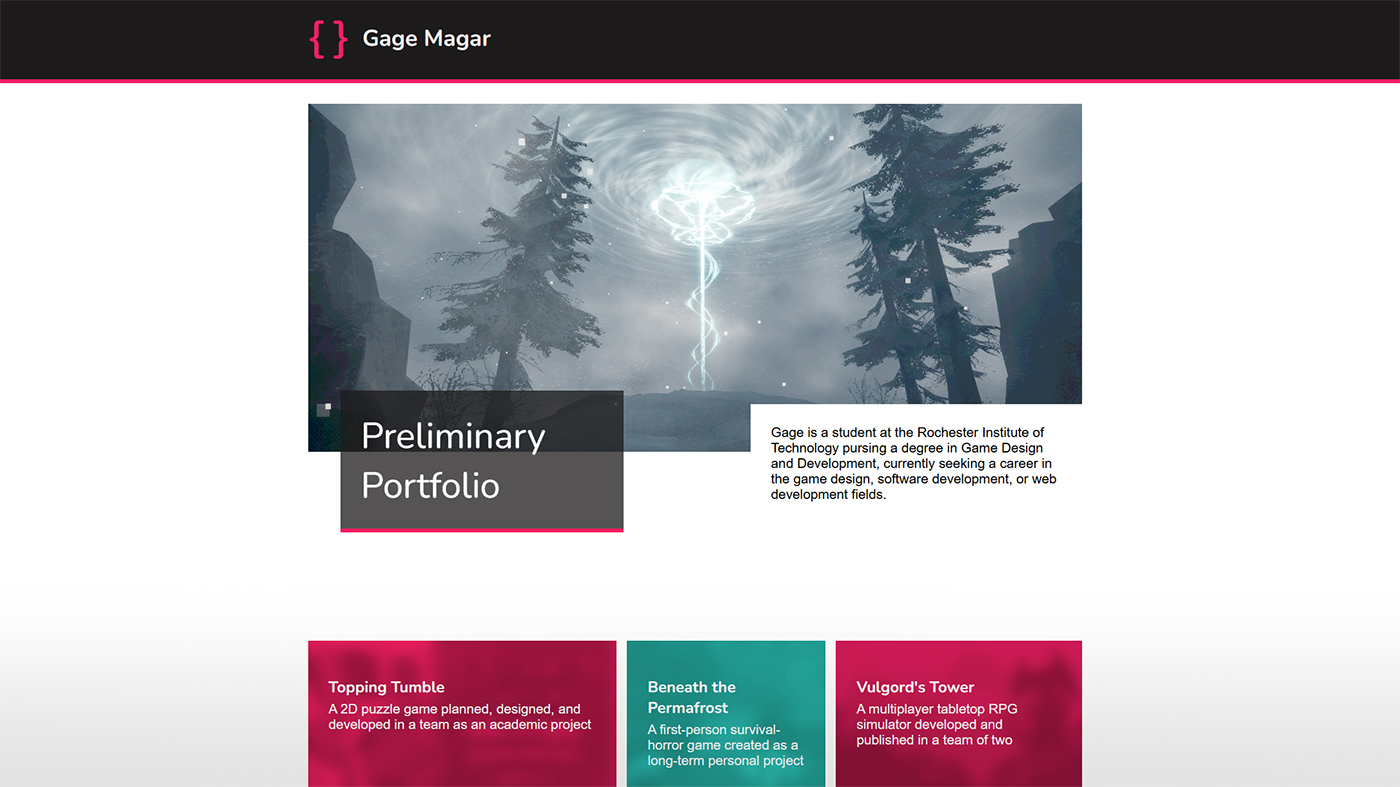 { } Gage Magar
Preliminary
Portfolio
Gage is a student at the Rochester Institute of
Technology pursing a degree in Game Design
and Development, currently seeking a career in
the game design, software development, or web
development fields.
Topping Tumble
A 2D puzzle game planned, designed, and
developed in a team as an academic project
Beneath the
Permafrost
A first-person survival-
horror game created as a
long-term personal project
Vulgord's Tower
A multiplayer tabletop RPG
simulator developed and
published in a team of two